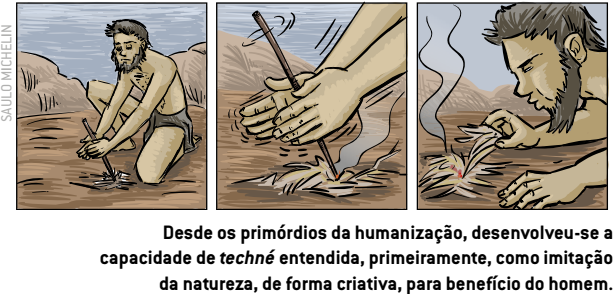 SAULO MICHELIN
Desde os primórdios da humanização, desenvolveu-se a
capacidade de techné entendida, primeiramente, como imitação
da natureza, de forma criativa, para benefício do homem.